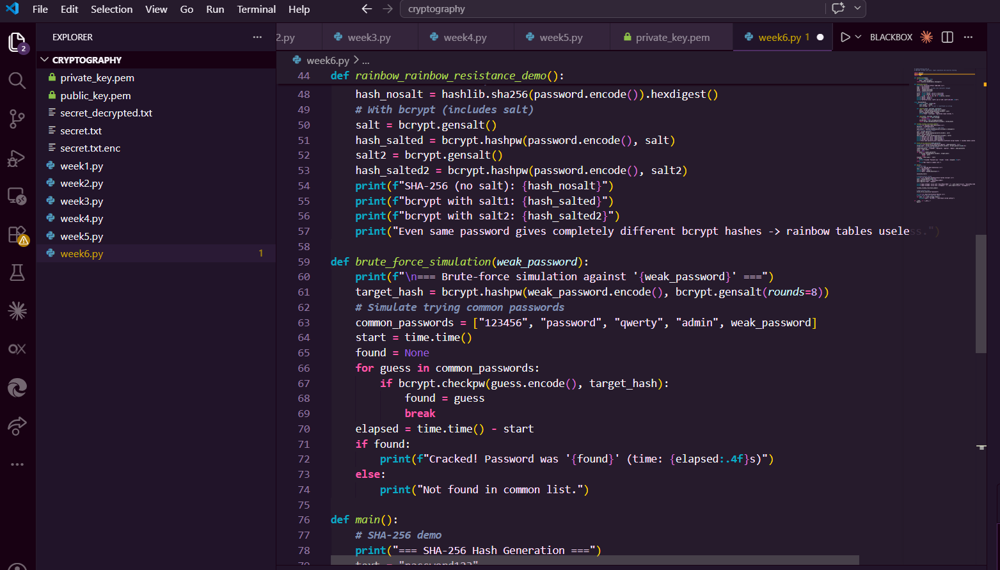 File Edit Selection View Go Run Terminal Help
cryptography
EXPLORER
2.py
week3.py
week4.py
week5.py
private_key.pem
week6.py 1
BLACKBOX
2
CRYPTOGRAPHY
private_key.pem
public_key.pem
secret_decrypted.txt
secret.txt
secret.txt.enc
week1.py
week2.py
week3.py
week4.py
week5.py
week6.py 1
week6.py > ...
44 def rainbow_rainbow_resistance_demo():
48 hash_nosalt = hashlib.sha256(password.encode()).hexdigest()
49 # With bcrypt (includes salt)
50 salt = bcrypt.gensalt()
51 hash_salted = bcrypt.hashpw(password.encode(), salt)
52 salt2 = bcrypt.gensalt()
53 hash_salted2 = bcrypt.hashpw(password.encode(), salt2)
54 print(f"SHA-256 (no salt): {hash_nosalt}")
55 print(f"bcrypt with salt1: {hash_salted}")
56 print(f"bcrypt with salt2: {hash_salted2}")
57 print("Even same password gives completely different bcrypt hashes -> rainbow tables useless.")
58
59 def brute_force_simulation(weak_password):
60 print(f"\n=== Brute-force simulation against '{weak_password}' ===")
61 target_hash = bcrypt.hashpw(weak_password.encode(), bcrypt.gensalt(rounds=8))
62 # Simulate trying common passwords
63 common_passwords = ["123456", "password", "qwerty", "admin", weak_password]
64 start = time.time()
65 found = None
66 for guess in common_passwords:
67 if bcrypt.checkpw(guess.encode(), target_hash):
68 found = guess
69 break
70 elapsed = time.time() - start
71 if found:
72 print(f"Cracked! Password was '{found}' (time: {elapsed:.4f}s)")
73 else:
74 print("Not found in common list.")
75
76 def main():
77 # SHA-256 demo
78 print("=== SHA-256 Hash Generation ===")
79 text = "password123"